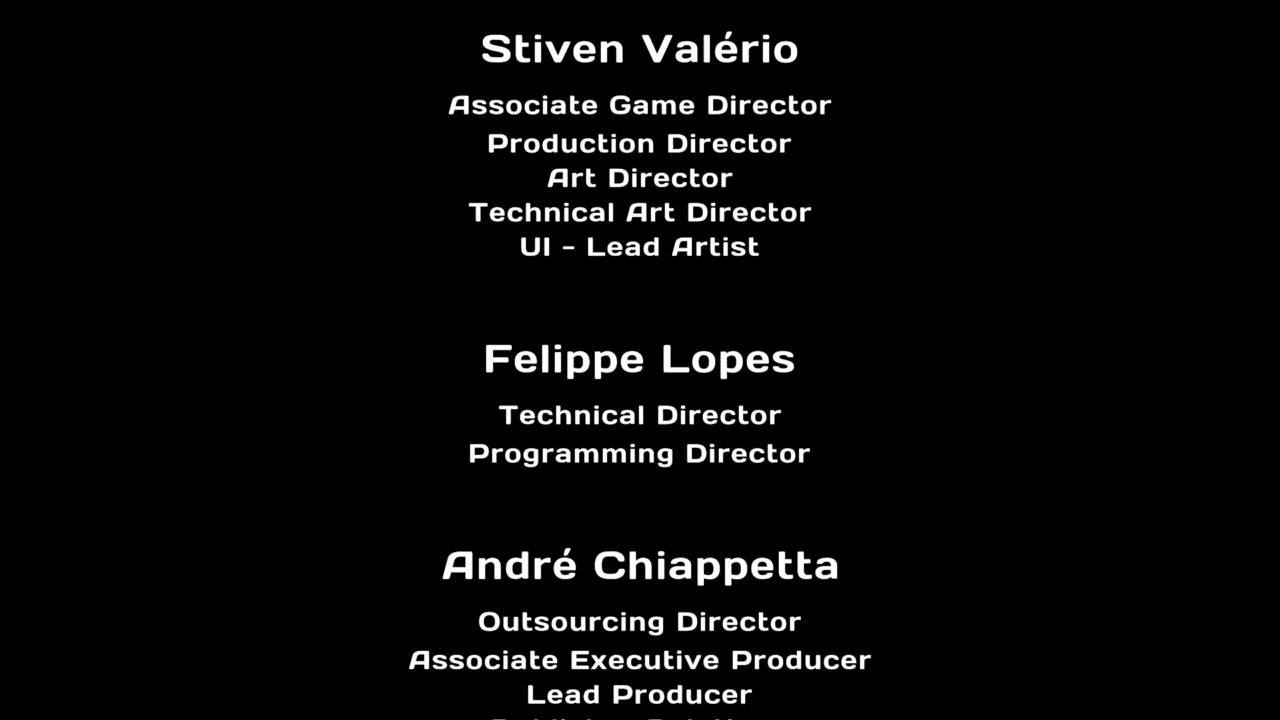 Stiven Valério
Associate Game Director
Production Director
Art Director
Technical Art Director
UI - Lead Artist
Felippe Lopes
Technical Director
Programming Director
André Chiappetta
Outsourcing Director
Associate Executive Producer
Lead Producer